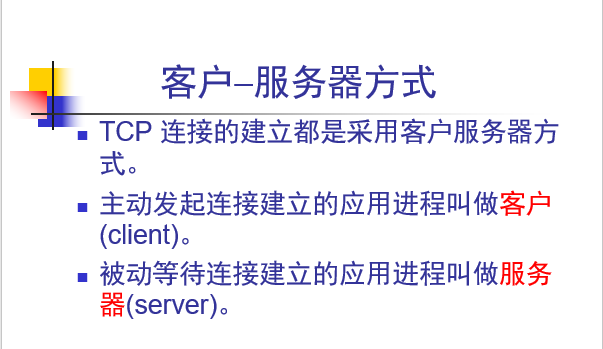 客户–服务器方式
TCP 连接的建立都是采用客户服务器方
式。
主动发起连接建立的应用进程叫做客户
(client)。
被动等待连接建立的应用进程叫做服务
器(server)。